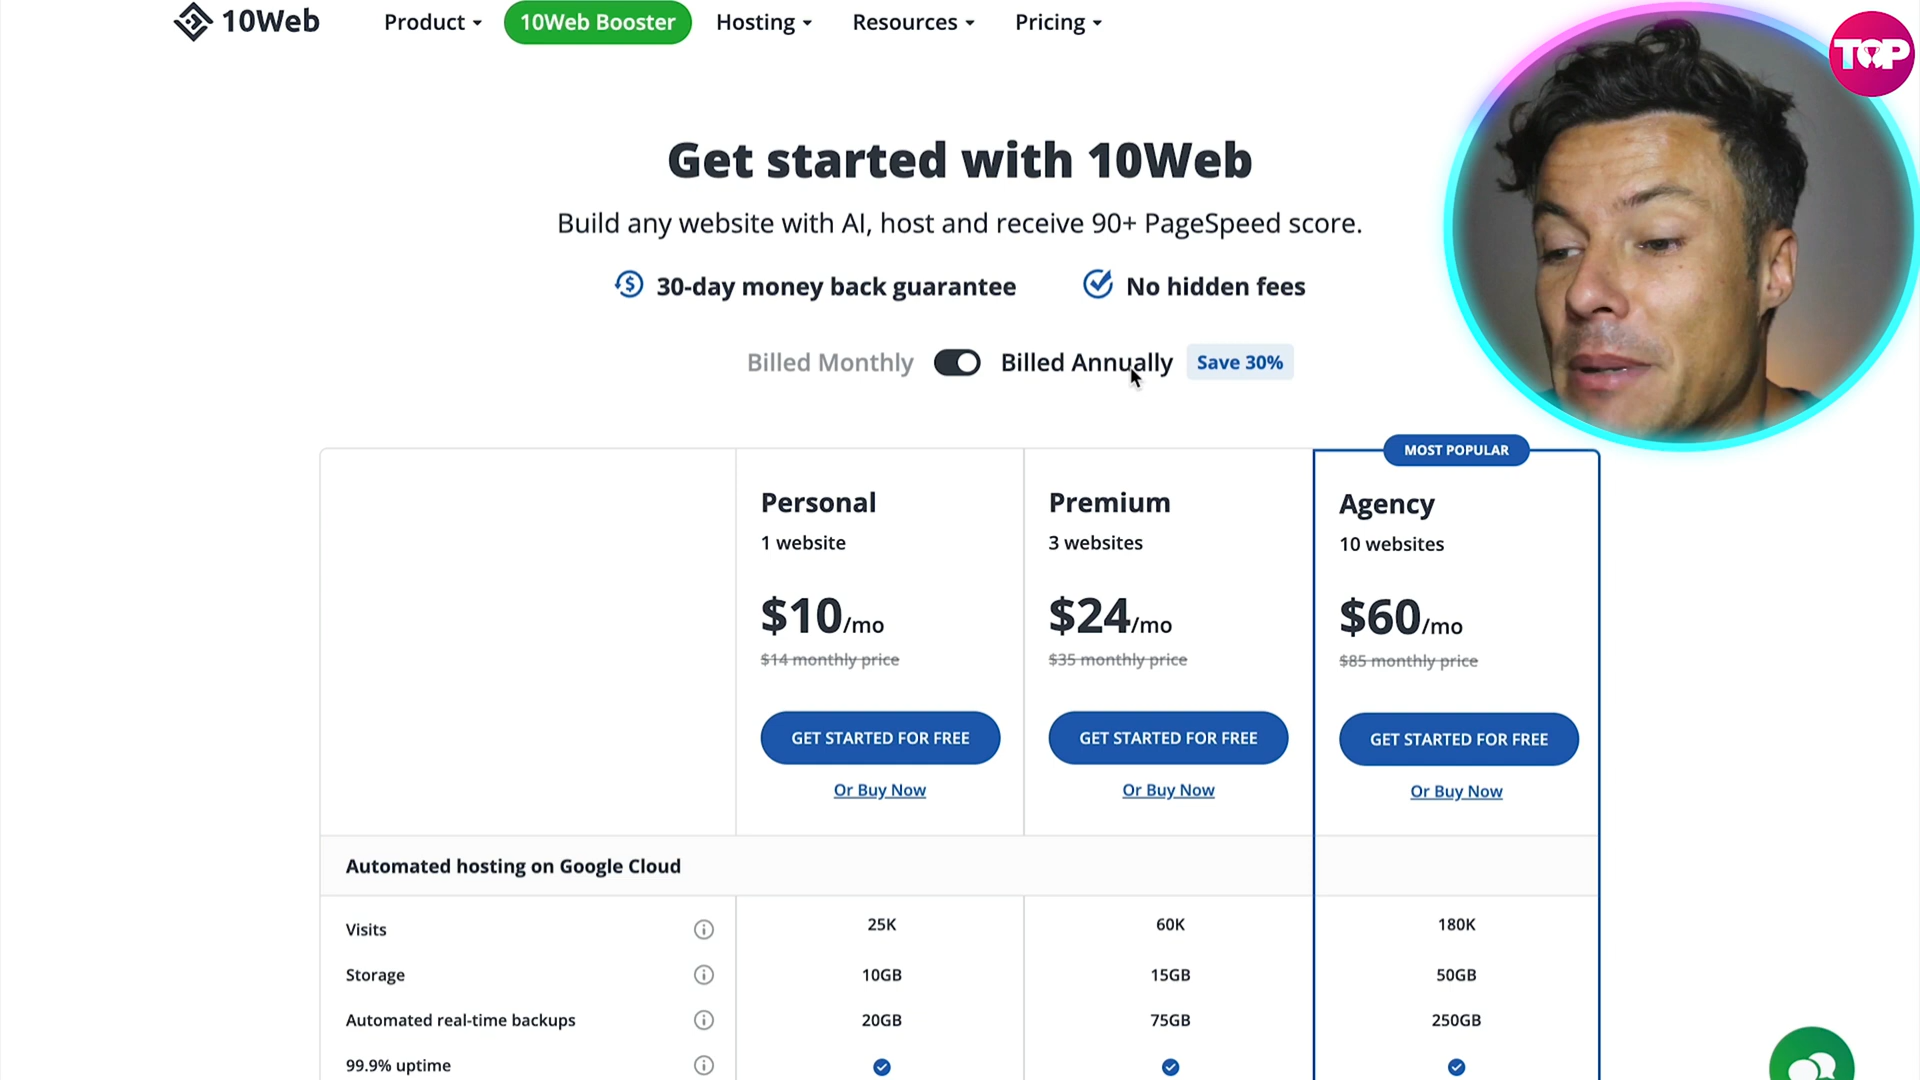 10Web
Product
10Web Booster
Hosting
Resources
Pricing
TOP
Get started with 10Web
Build any website with AI, host and receive 90+ PageSpeed score.
30-day money back guarantee
No hidden fees
Billed Monthly
Billed Annually
Save 30%
MOST POPULAR
Personal
1 website
$10/mo
$14 monthly price
GET STARTED FOR FREE
Or Buy Now
Premium
3 websites
$24/mo
$35 monthly price
GET STARTED FOR FREE
Or Buy Now
Agency
10 websites
$60/mo
$85 monthly price
GET STARTED FOR FREE
Or Buy Now
Automated hosting on Google Cloud
Visits 25K 60K 180K
Storage 10GB 15GB 50GB
Automated real-time backups 20GB 75GB 250GB
99.9% uptime